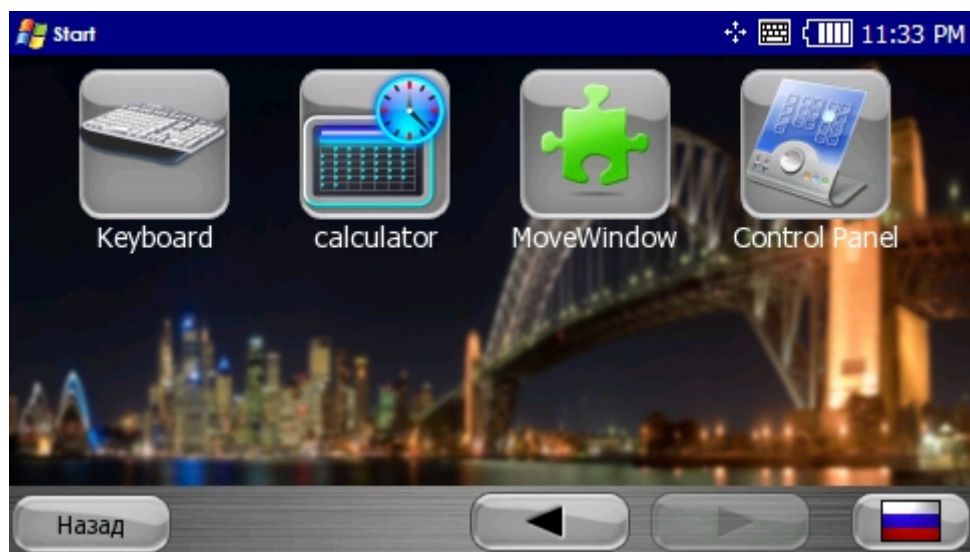 Start 11:33 PM
Keyboard calculator MoveWindow Control Panel
Назад